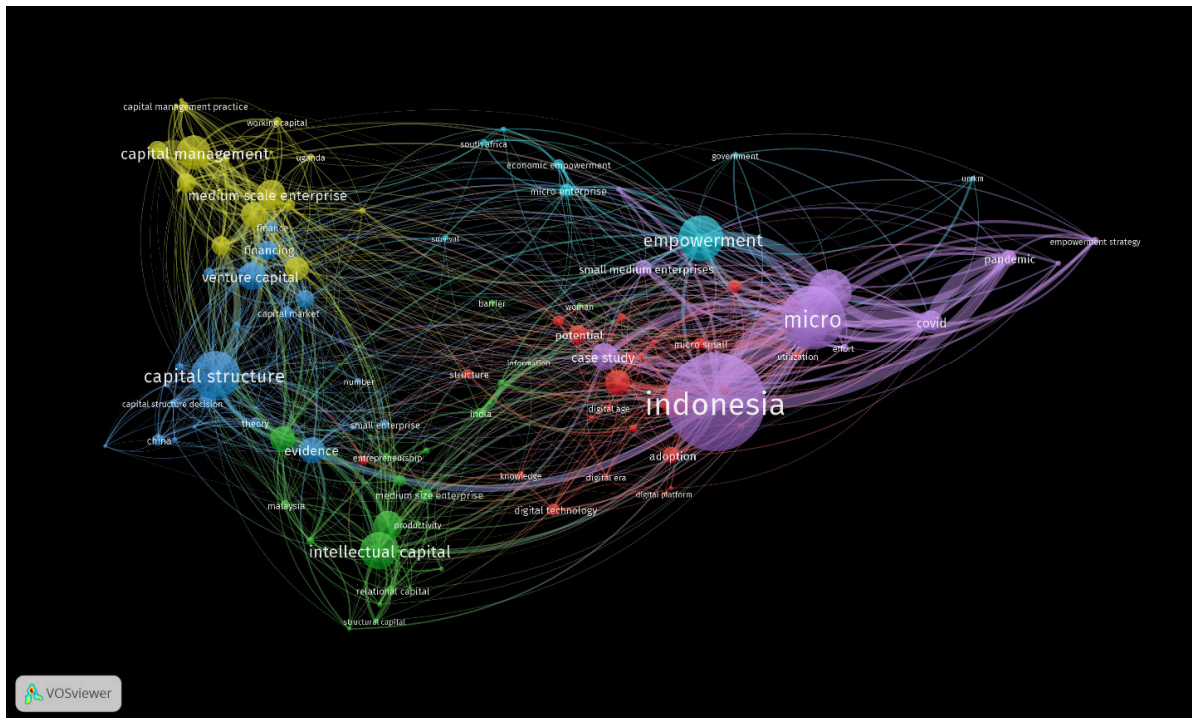 capital management practice
working capital
capital management
uganda
south africa
economic empowerment
government
micro enterprise
umkm
medium scale enterprise
finance
financing
survival
empowerment
empowerment strategy
small medium enterprises
pandemic
venture capital
capital market
barrier
woman
micro
covid
potential
micro small
effort
case study
utilization
information
structure
capital structure
number
capital structure decision
indonesia
digital age
india
theory
small enterprise
china
evidence
entrepreneurship
adoption
knowledge
digital era
medium size enterprise
digital platform
malaysia
digital technology
productivity
intellectual capital
relational capital
structural capital
VOSviewer